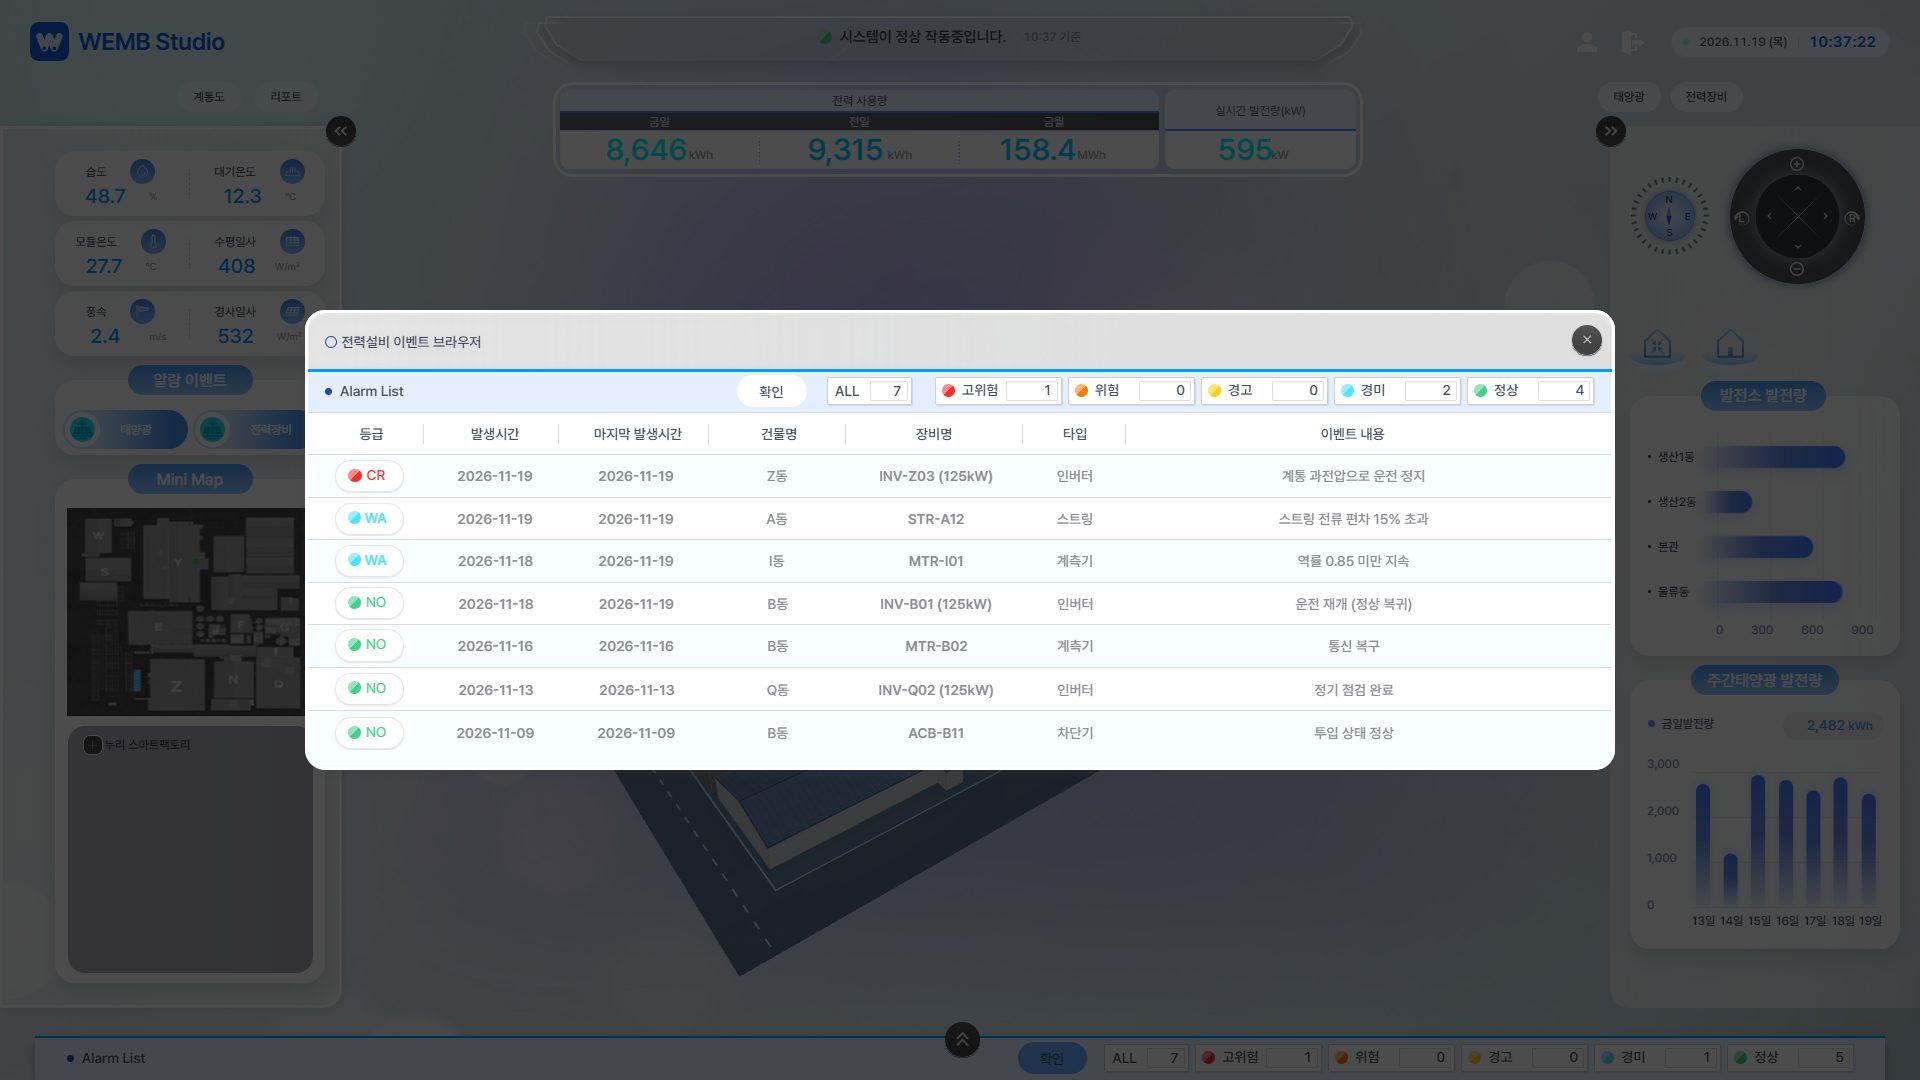 WEMB Studio
시스템이 정상 작동중입니다. 10:37 기준
2026.11.19 (목) 10:37:22
계통도 리포트
태양광 전력장비
전력 사용량
금일 전일 금월
8,646 kWh 9,315 kWh 158.4 MWh
실시간 발전량(kW)
595 kW
습도 48.7 %
대기온도 12.3 °C
모듈온도 27.7 °C
수평일사 408 W/m²
풍속 2.4 m/s
경사일사 532 W/m²
알람 이벤트
태양광 전력장비
Mini Map
W
S
Y
E
F
G
Z
N
O
누리 스마트팩토리
전력설비 이벤트 브라우저
Alarm List 확인 ALL 7 고위험 1 위험 0 경고 0 경미 2 정상 4
등급 발생시간 마지막 발생시간 건물명 장비명 타입 이벤트 내용
CR 2026-11-19 2026-11-19 Z동 INV-Z03 (125kW) 인버터 계통 과전압으로 운전 정지
WA 2026-11-19 2026-11-19 A동 STR-A12 스트링 스트링 전류 편차 15% 초과
WA 2026-11-18 2026-11-19 I동 MTR-I01 계측기 역률 0.85 미만 지속
NO 2026-11-18 2026-11-19 B동 INV-B01 (125kW) 인버터 운전 재개 (정상 복귀)
NO 2026-11-16 2026-11-16 B동 MTR-B02 계측기 통신 복구
NO 2026-11-13 2026-11-13 Q동 INV-Q02 (125kW) 인버터 정기 점검 완료
NO 2026-11-09 2026-11-09 B동 ACB-B11 차단기 투입 상태 정상
N
W E
S
L R
발전소 발전량
생산1동
생산2동
본관
물류동
0 300 600 900
주간태양광 발전량
금일발전량 2,482 kWh
3,000
2,000
1,000
0
13일 14일 15일 16일 17일 18일 19일
Alarm List 확인 ALL 7 고위험 1 위험 0 경고 0 경미 1 정상 5